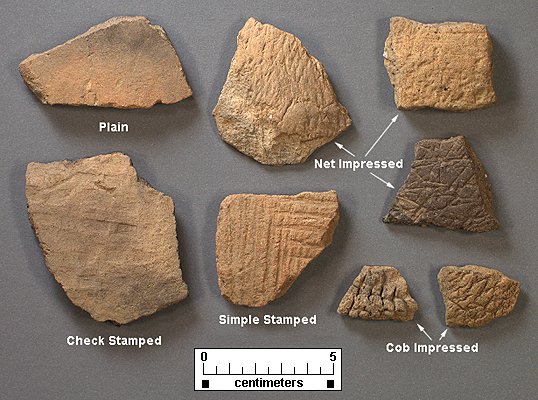 Plain
Net Impressed
Check Stamped
Simple Stamped
Cob Impressed
0 5
centimeters